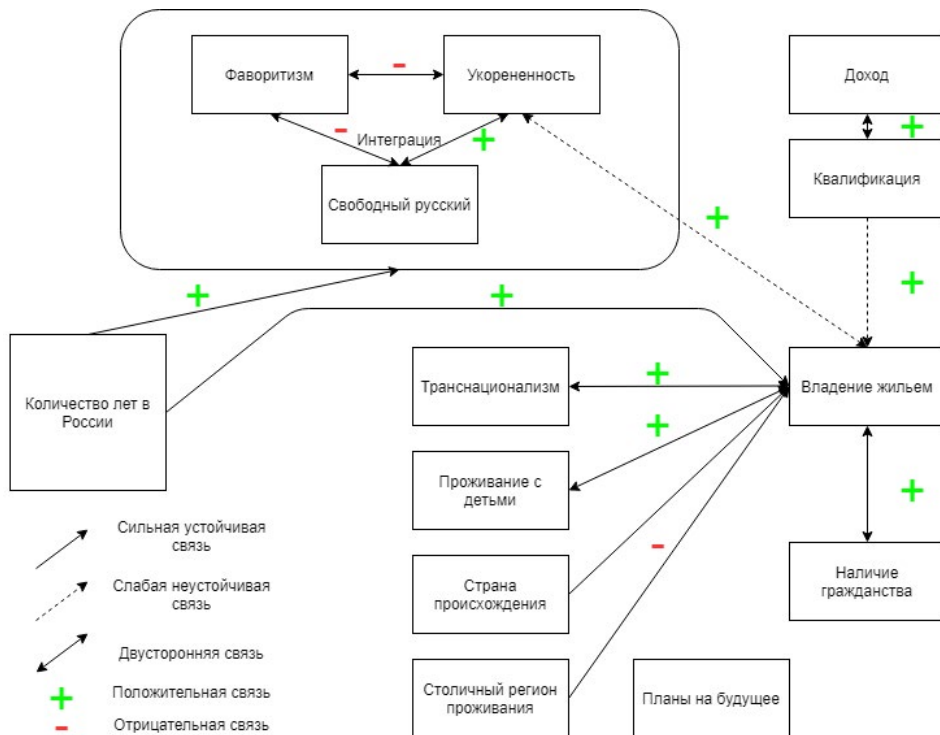 Фаворитизм
-
Укорененность
Доход
-
Интеграция
+
+
Свободный русский
Квалификация
+
+
+
+
Количество лет в
России
Транснационализм
+
Владение жильем
+
Проживание с
детьми
+
Страна
происхождения
-
Наличие
гражданства
Столичный регион
проживания
Планы на будущее
Сильная устойчивая
связь
Слабая неустойчивая
связь
Двусторонняя связь
+ Положительная связь
- Отрицательная связь